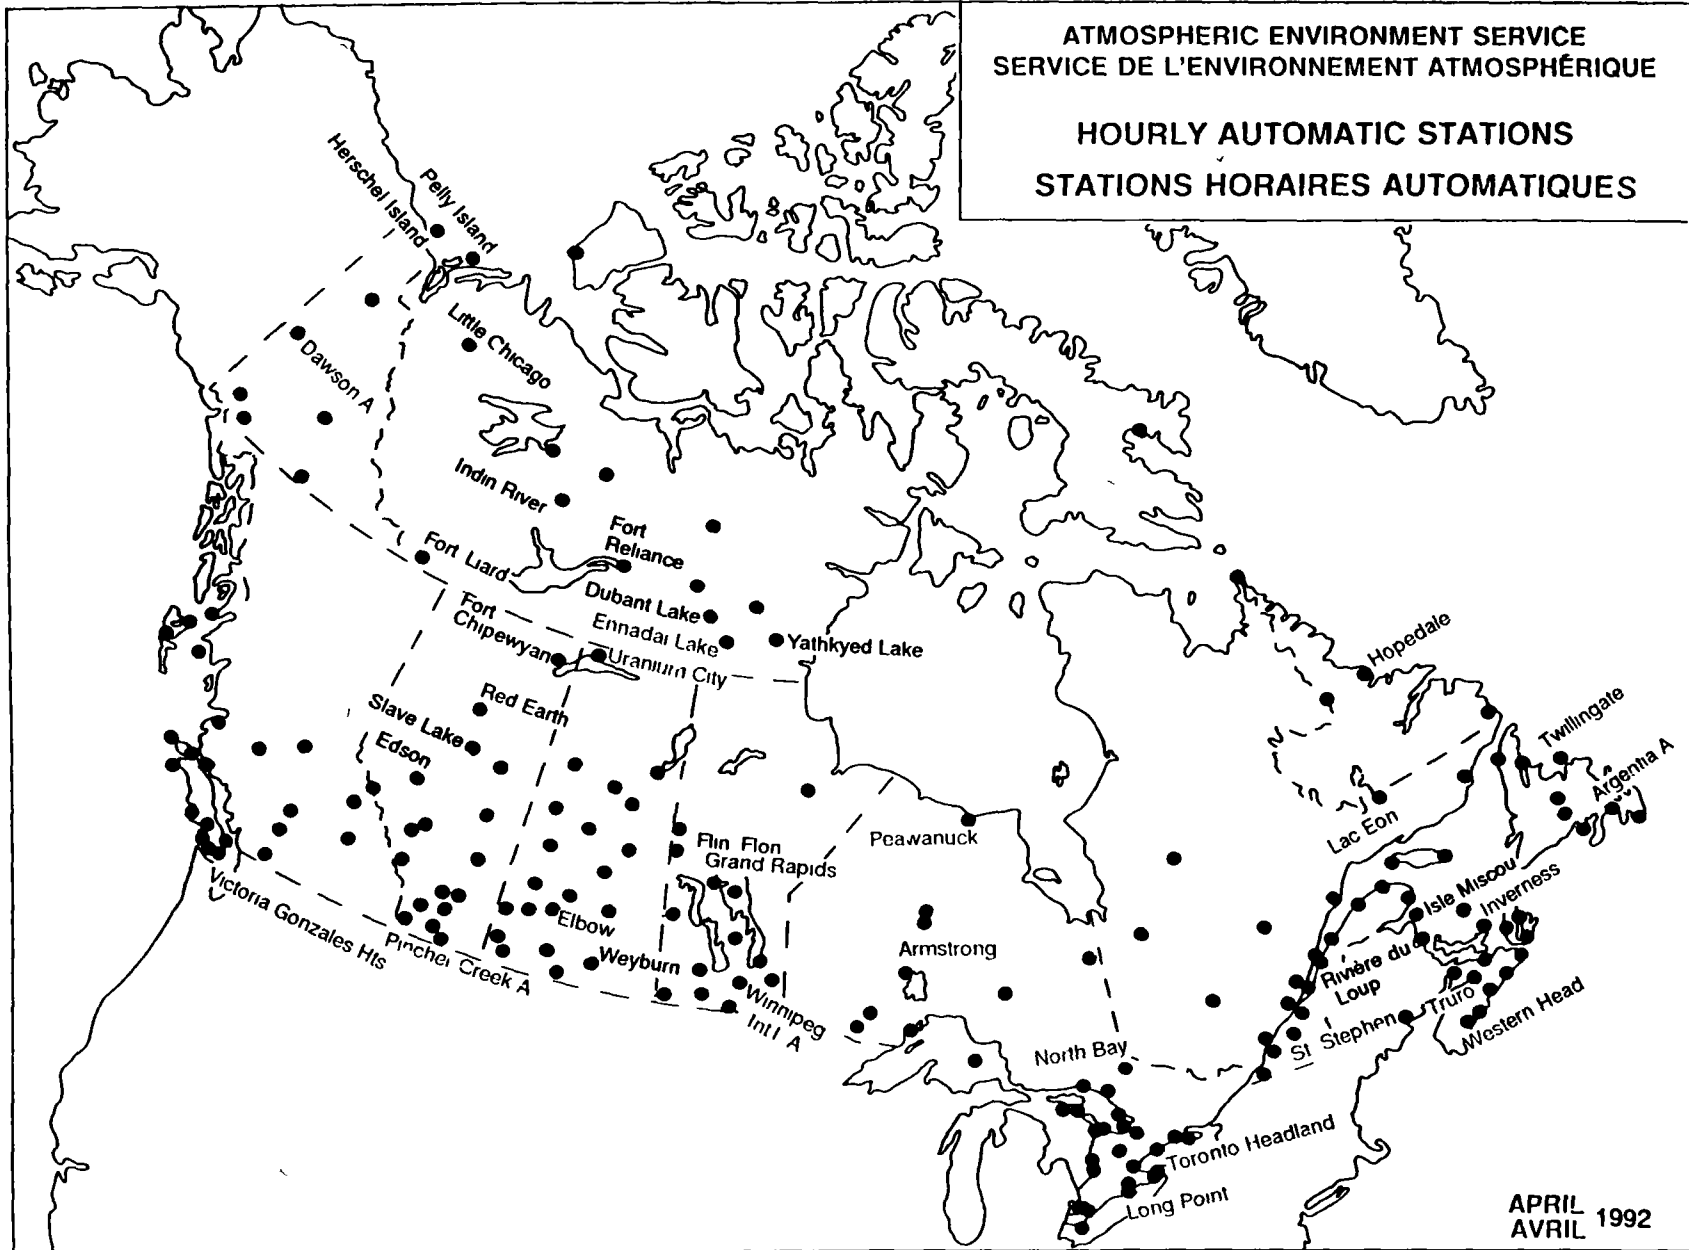 ATMOSPHERIC ENVIRONMENT SERVICE
SERVICE DE L'ENVIRONNEMENT ATMOSPHÉRIQUE
HOURLY AUTOMATIC STATIONS
STATIONS HORAIRES AUTOMATIQUES
Herschel Island
Pelly Island
Little Chicago
Dawson A
Indin River
Fort
Reliance
Fort Liard
Dubant Lake
Ennadai Lake
Yathkyed Lake
Fort
Chipewyan
Uranium City
Red Earth
Slave Lake
Edson
Hopedale
Twillingate
Argentia A
Lac Eon
Peawanuck
Flin Flon
Grand Rapids
Isle Miscou
Inverness
Elbow
Armstrong
Weyburn
Victoria Gonzales Hts
Pincher Creek A
Rivière du
Loup
Truro
Western Head
Winnipeg
Int'l A
St Stephen
North Bay
Toronto Headland
Long Point
APRIL
AVRIL 1992